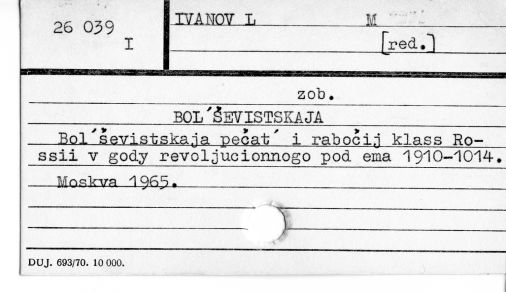 26 039
I
IVANOV L M
[red.]
zob.
BOL´ŠEVISTSKAJA
Bol´ševistskaja pečat´ i rabočij klass Ro-
ssii v gody revoljucionnogo pod ema 1910-1014.
Moskva 1965.
DUJ. 693/70. 10 000.